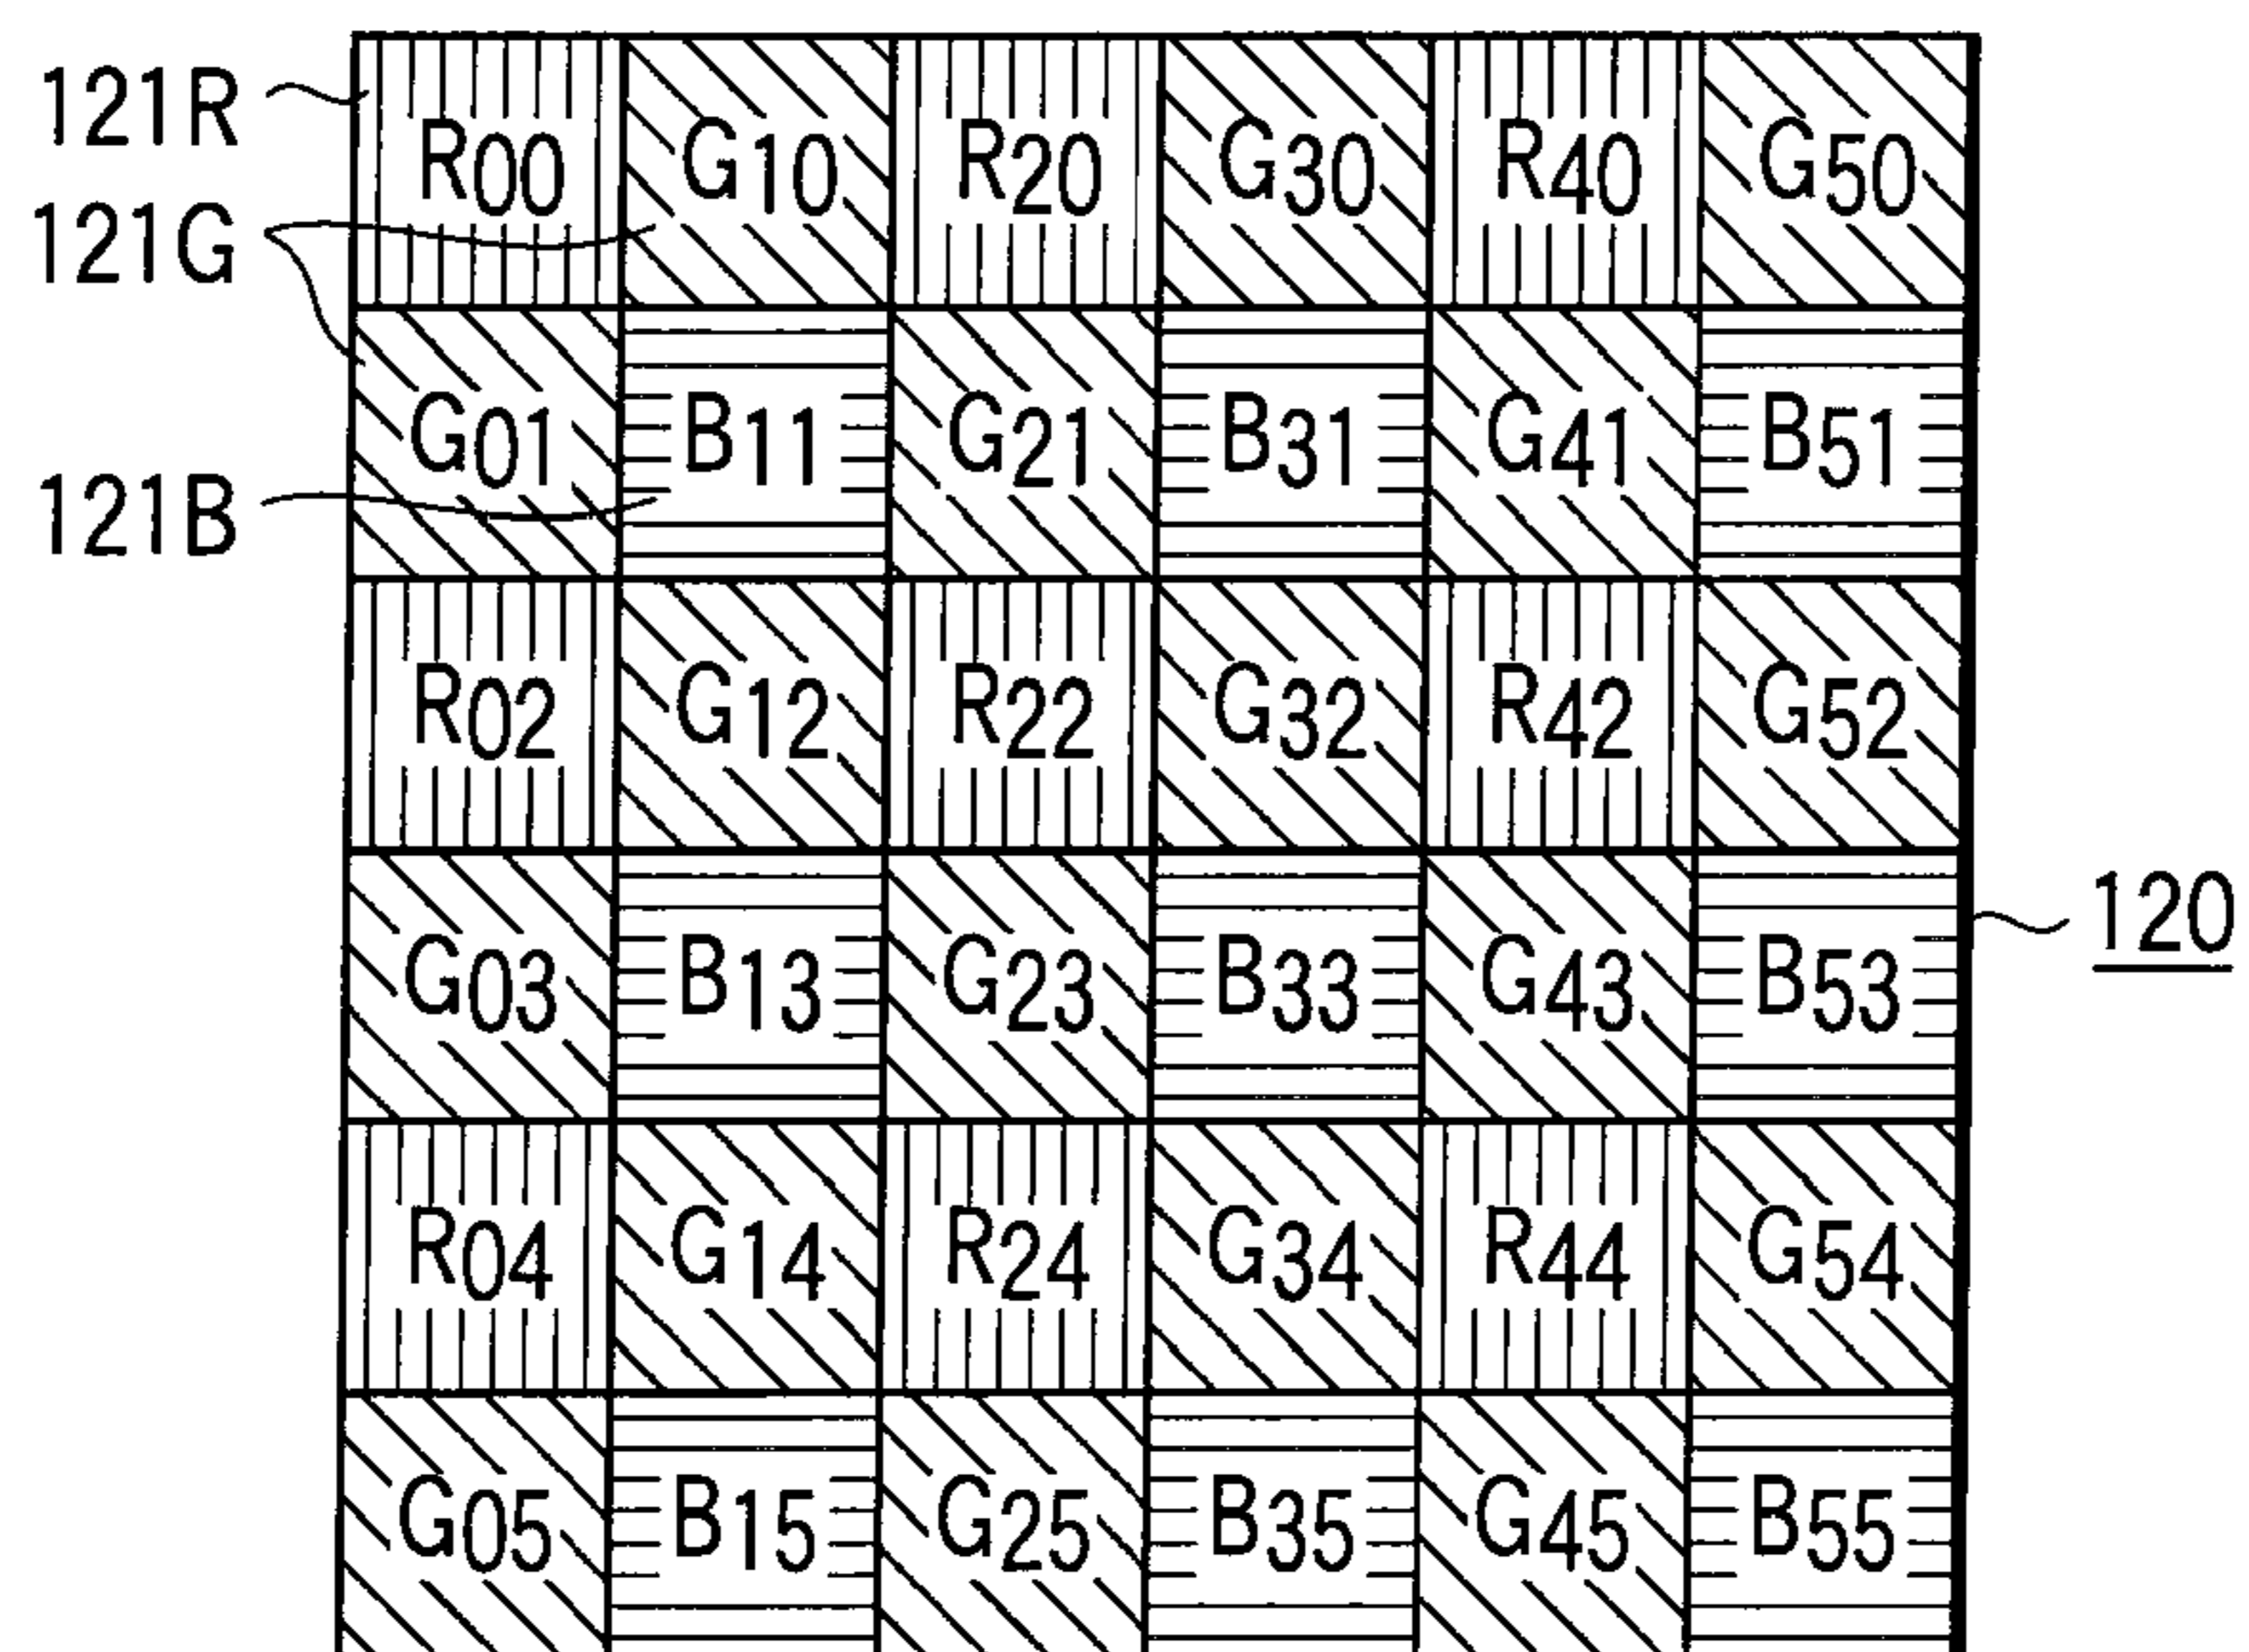 121R
R00 G10 R20 G30 R40 G50
121G
G01 B11 G21 B31 G41 B51
121B
R02 G12 R22 G32 R42 G52
G03 B13 G23 B33 G43 B53
120
R04 G14 R24 G34 R44 G54
G05 B15 G25 B35 G45 B55